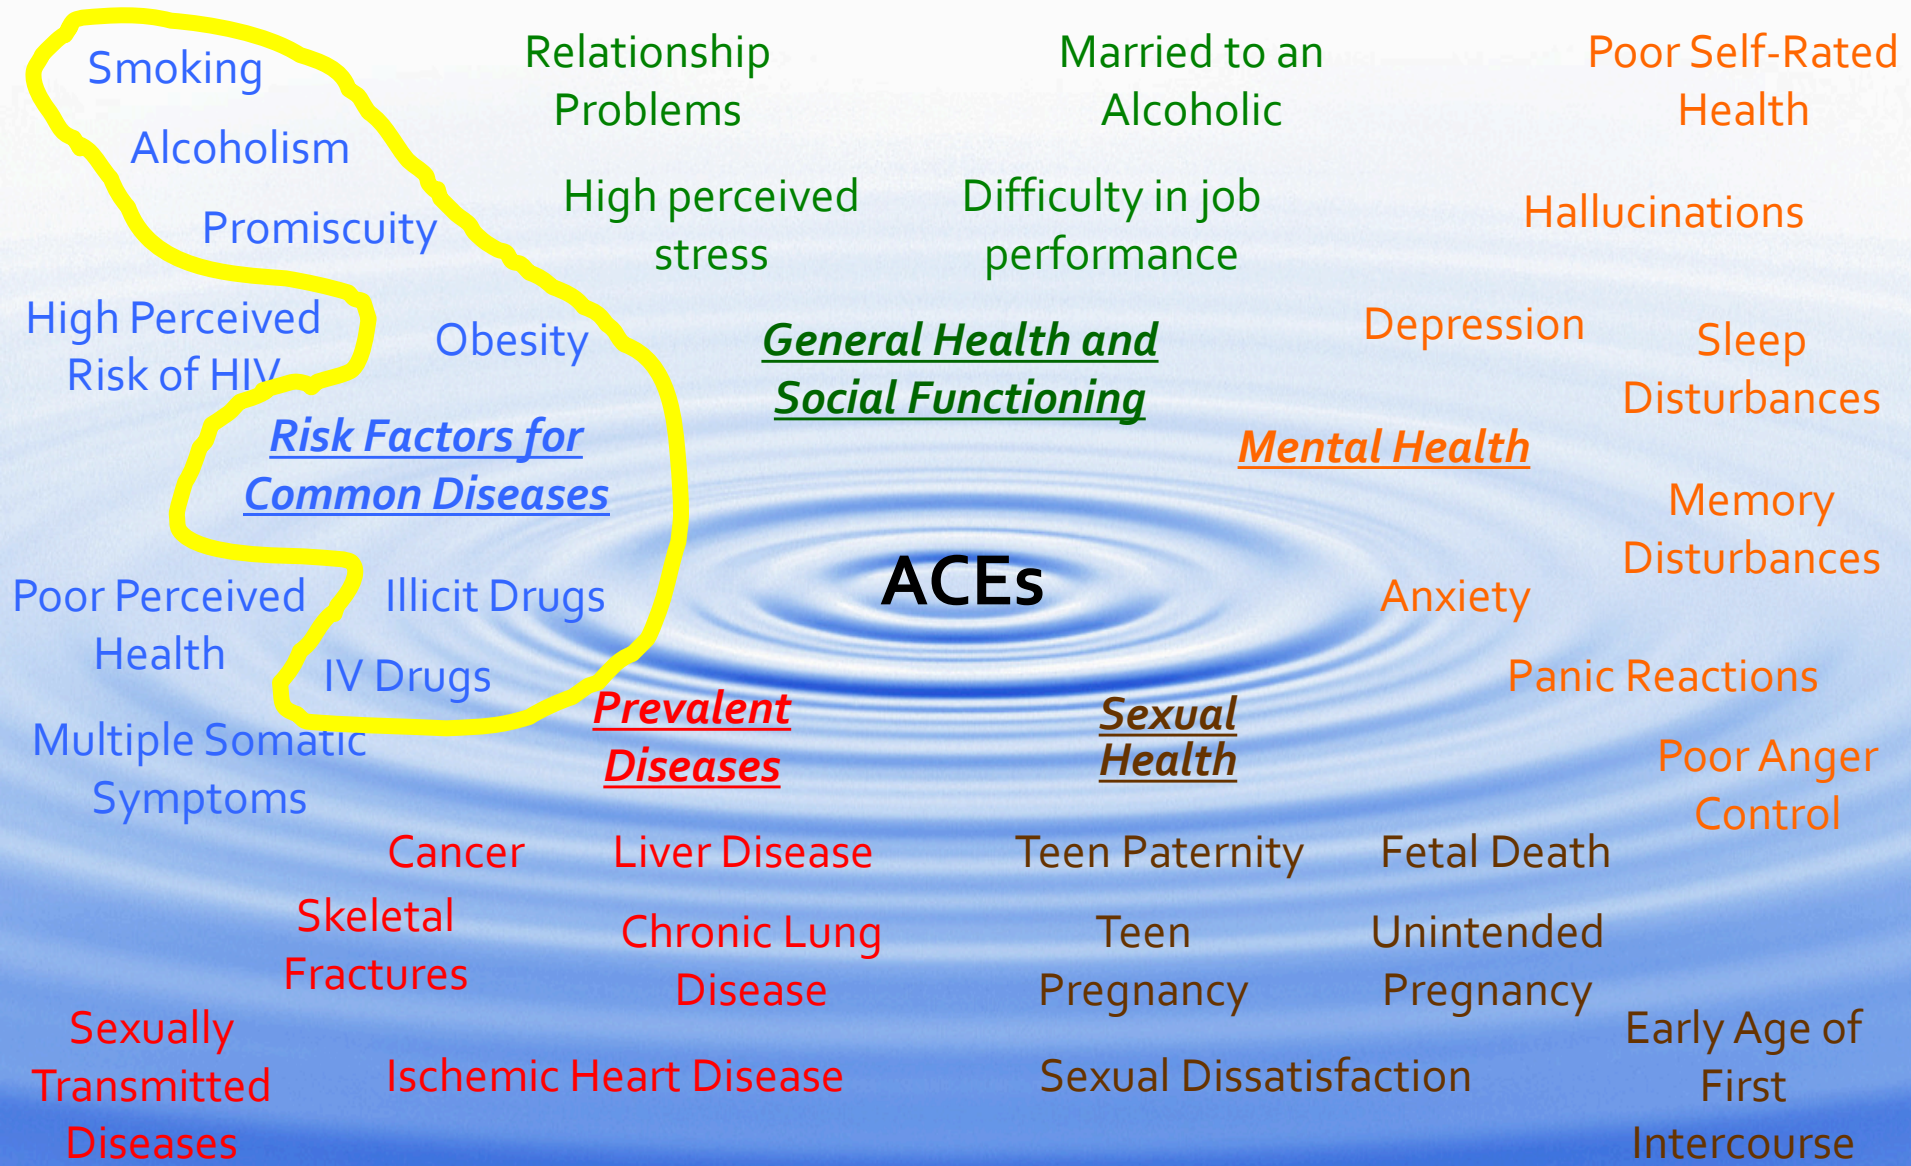 Smoking
Alcoholism
Promiscuity
High Perceived
Risk of HIV
Obesity
Risk Factors for
Common Diseases
Poor Perceived
Health
Illicit Drugs
IV Drugs
Multiple Somatic
Symptoms
Relationship
Problems
Married to an
Alcoholic
High perceived
stress
Difficulty in job
performance
General Health and
Social Functioning
Poor Self-Rated
Health
Hallucinations
Depression
Sleep
Disturbances
Mental Health
Memory
Disturbances
Anxiety
Panic Reactions
Poor Anger
Control
ACEs
Prevalent
Diseases
Cancer
Liver Disease
Skeletal
Fractures
Chronic Lung
Disease
Sexually
Transmitted
Diseases
Ischemic Heart Disease
Sexual
Health
Teen Paternity
Fetal Death
Teen
Pregnancy
Unintended
Pregnancy
Sexual Dissatisfaction
Early Age of
First
Intercourse